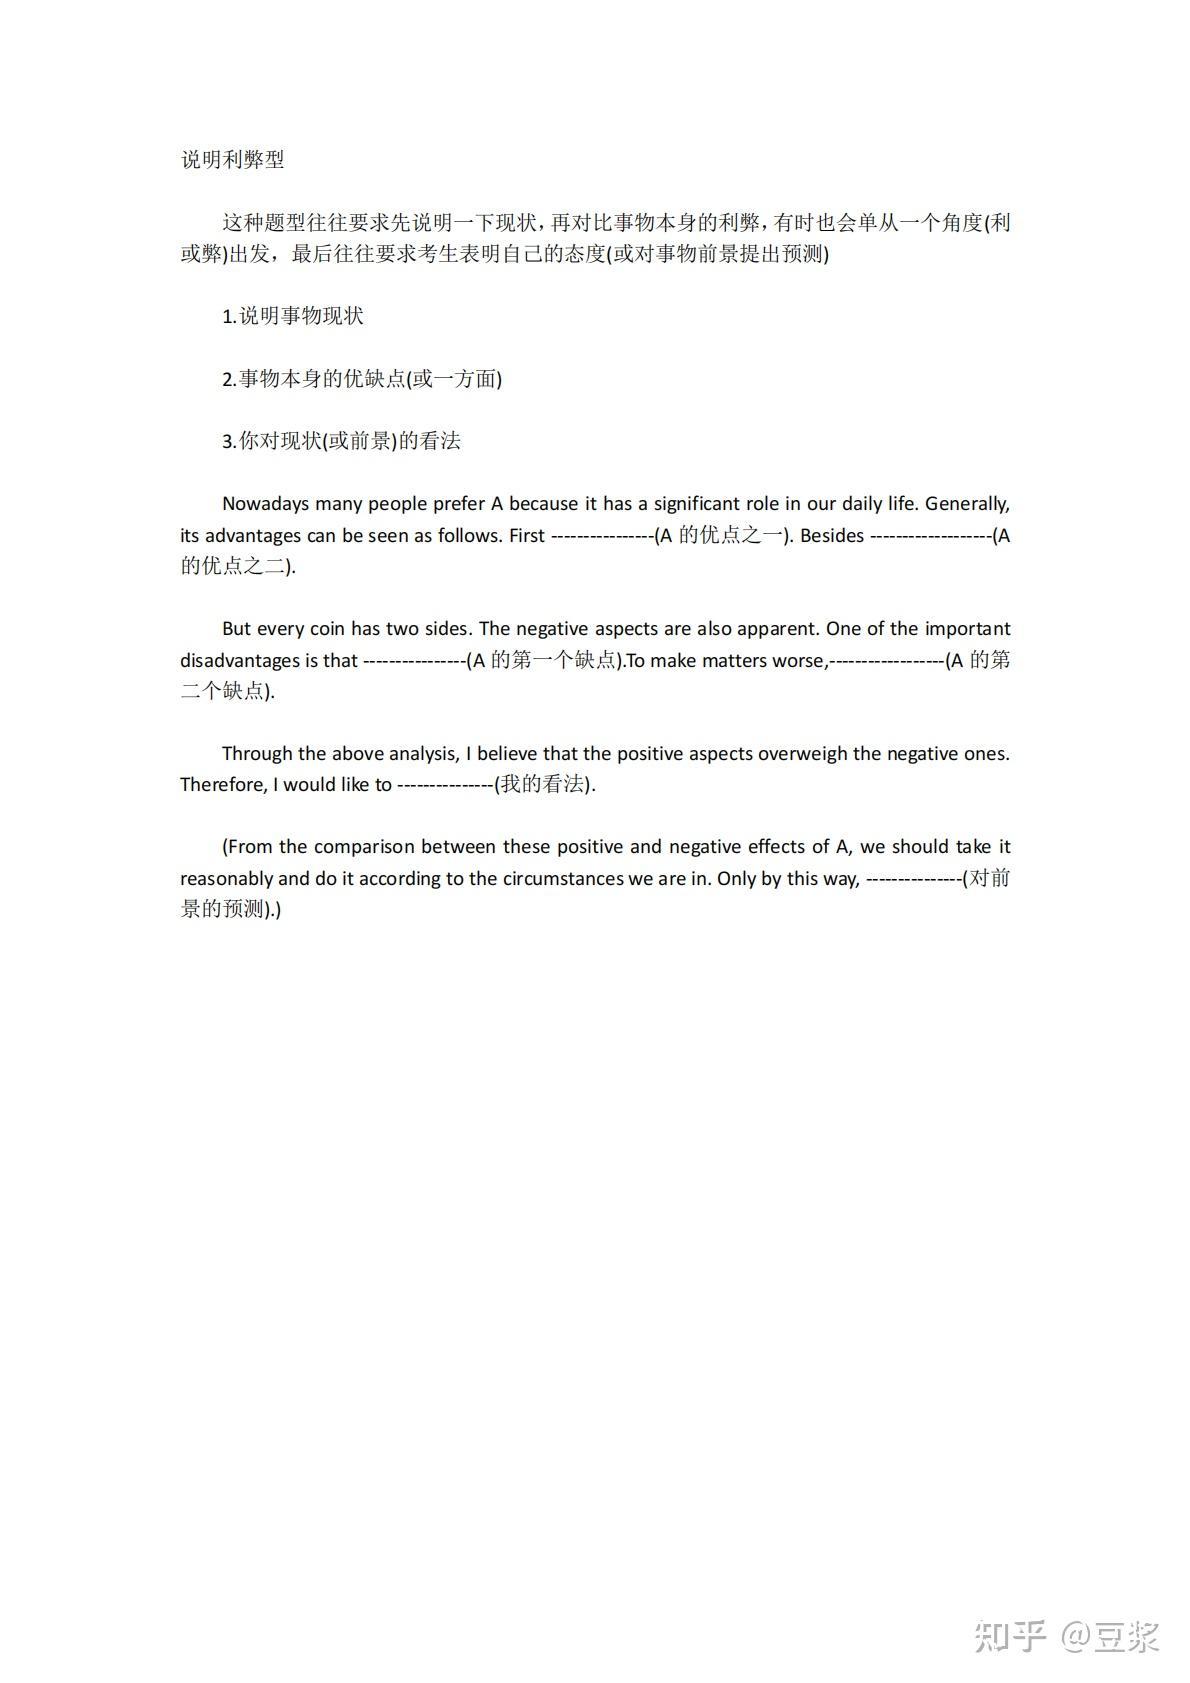 说明利弊型
这种题型往往要求先说明一下现状，再对比事物本身的利弊，有时也会单从一个角度(利
或弊)出发，最后往往要求考生表明自己的态度(或对事物前景提出预测)
1.说明事物现状
2.事物本身的优缺点(或一方面)
3.你对现状(或前景)的看法
Nowadays many people prefer A because it has a significant role in our daily life. Generally,
its advantages can be seen as follows. First ----------------(A 的优点之一). Besides -------------------(A
的优点之二).
But every coin has two sides. The negative aspects are also apparent. One of the important
disadvantages is that ----------------(A 的第一个缺点).To make matters worse,------------------(A 的第
二个缺点).
Through the above analysis, I believe that the positive aspects overweigh the negative ones.
Therefore, I would like to ---------------(我的看法).
(From the comparison between these positive and negative effects of A, we should take it
reasonably and do it according to the circumstances we are in. Only by this way, ---------------(对前
景的预测).)
知乎 @豆浆